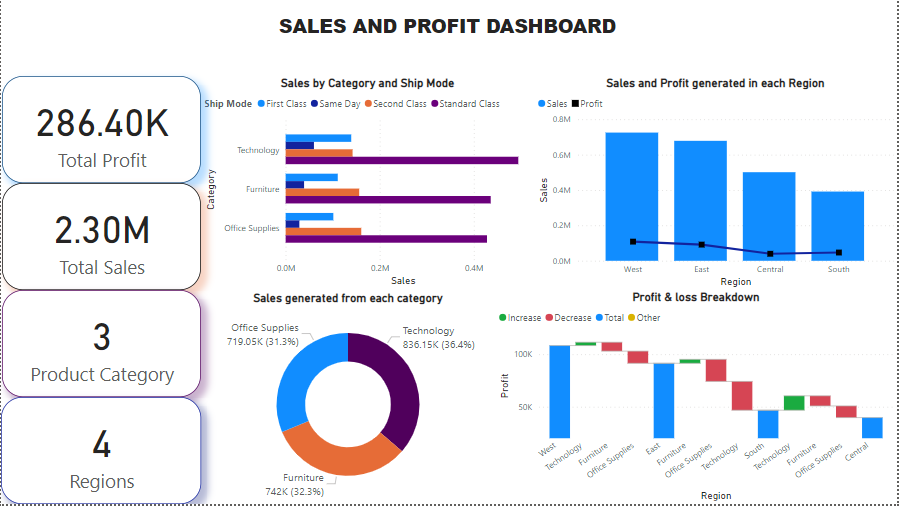 SALES AND PROFIT DASHBOARD
286.40K
Total Profit
2.30M
Total Sales
3
Product Category
4
Regions
Sales by Category and Ship Mode
Ship Mode First Class Same Day Second Class Standard Class
Category
Technology
Furniture
Office Supplies
0.0M 0.2M 0.4M
Sales
Sales and Profit generated in each Region
Sales Profit
Sales
0.8M
0.6M
0.4M
0.2M
0.0M
West East Central South
Region
Sales generated from each category
Office Supplies
719.05K (31.3%)
Technology
836.15K (36.4%)
Furniture
742K (32.3%)
Profit & loss Breakdown
Increase Decrease Total Other
Profit
100K
50K
West Technology Furniture Office Supplies East Furniture Office Supplies Technology South Technology Furniture Office Supplies Central
Region